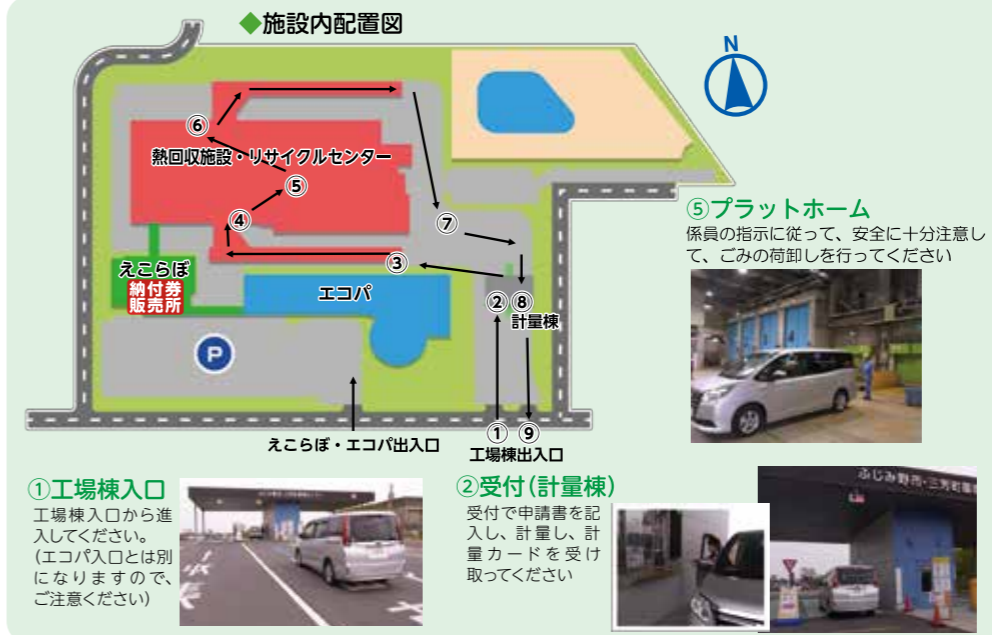 ◆施設内配置図
N
⑥
熱回収施設・リサイクルセンター
⑤
④
⑦
③
えこらぼ
納付券
販売所
エコパ
②
⑧
計量棟
P
①
⑨
えこらぼ・エコパ出入口
工場棟出入口
⑤プラットホーム
係員の指示に従って、安全に十分注意し
て、ごみの荷卸しを行ってください
①工場棟入口
工場棟入口から進
入してください。
(エコパ入口とは別
になりますので、
ご注意ください)
②受付(計量棟)
受付で申請書を記
入し、計量し、計
量カードを受け
取ってください
ふじみ野市・三芳町環境